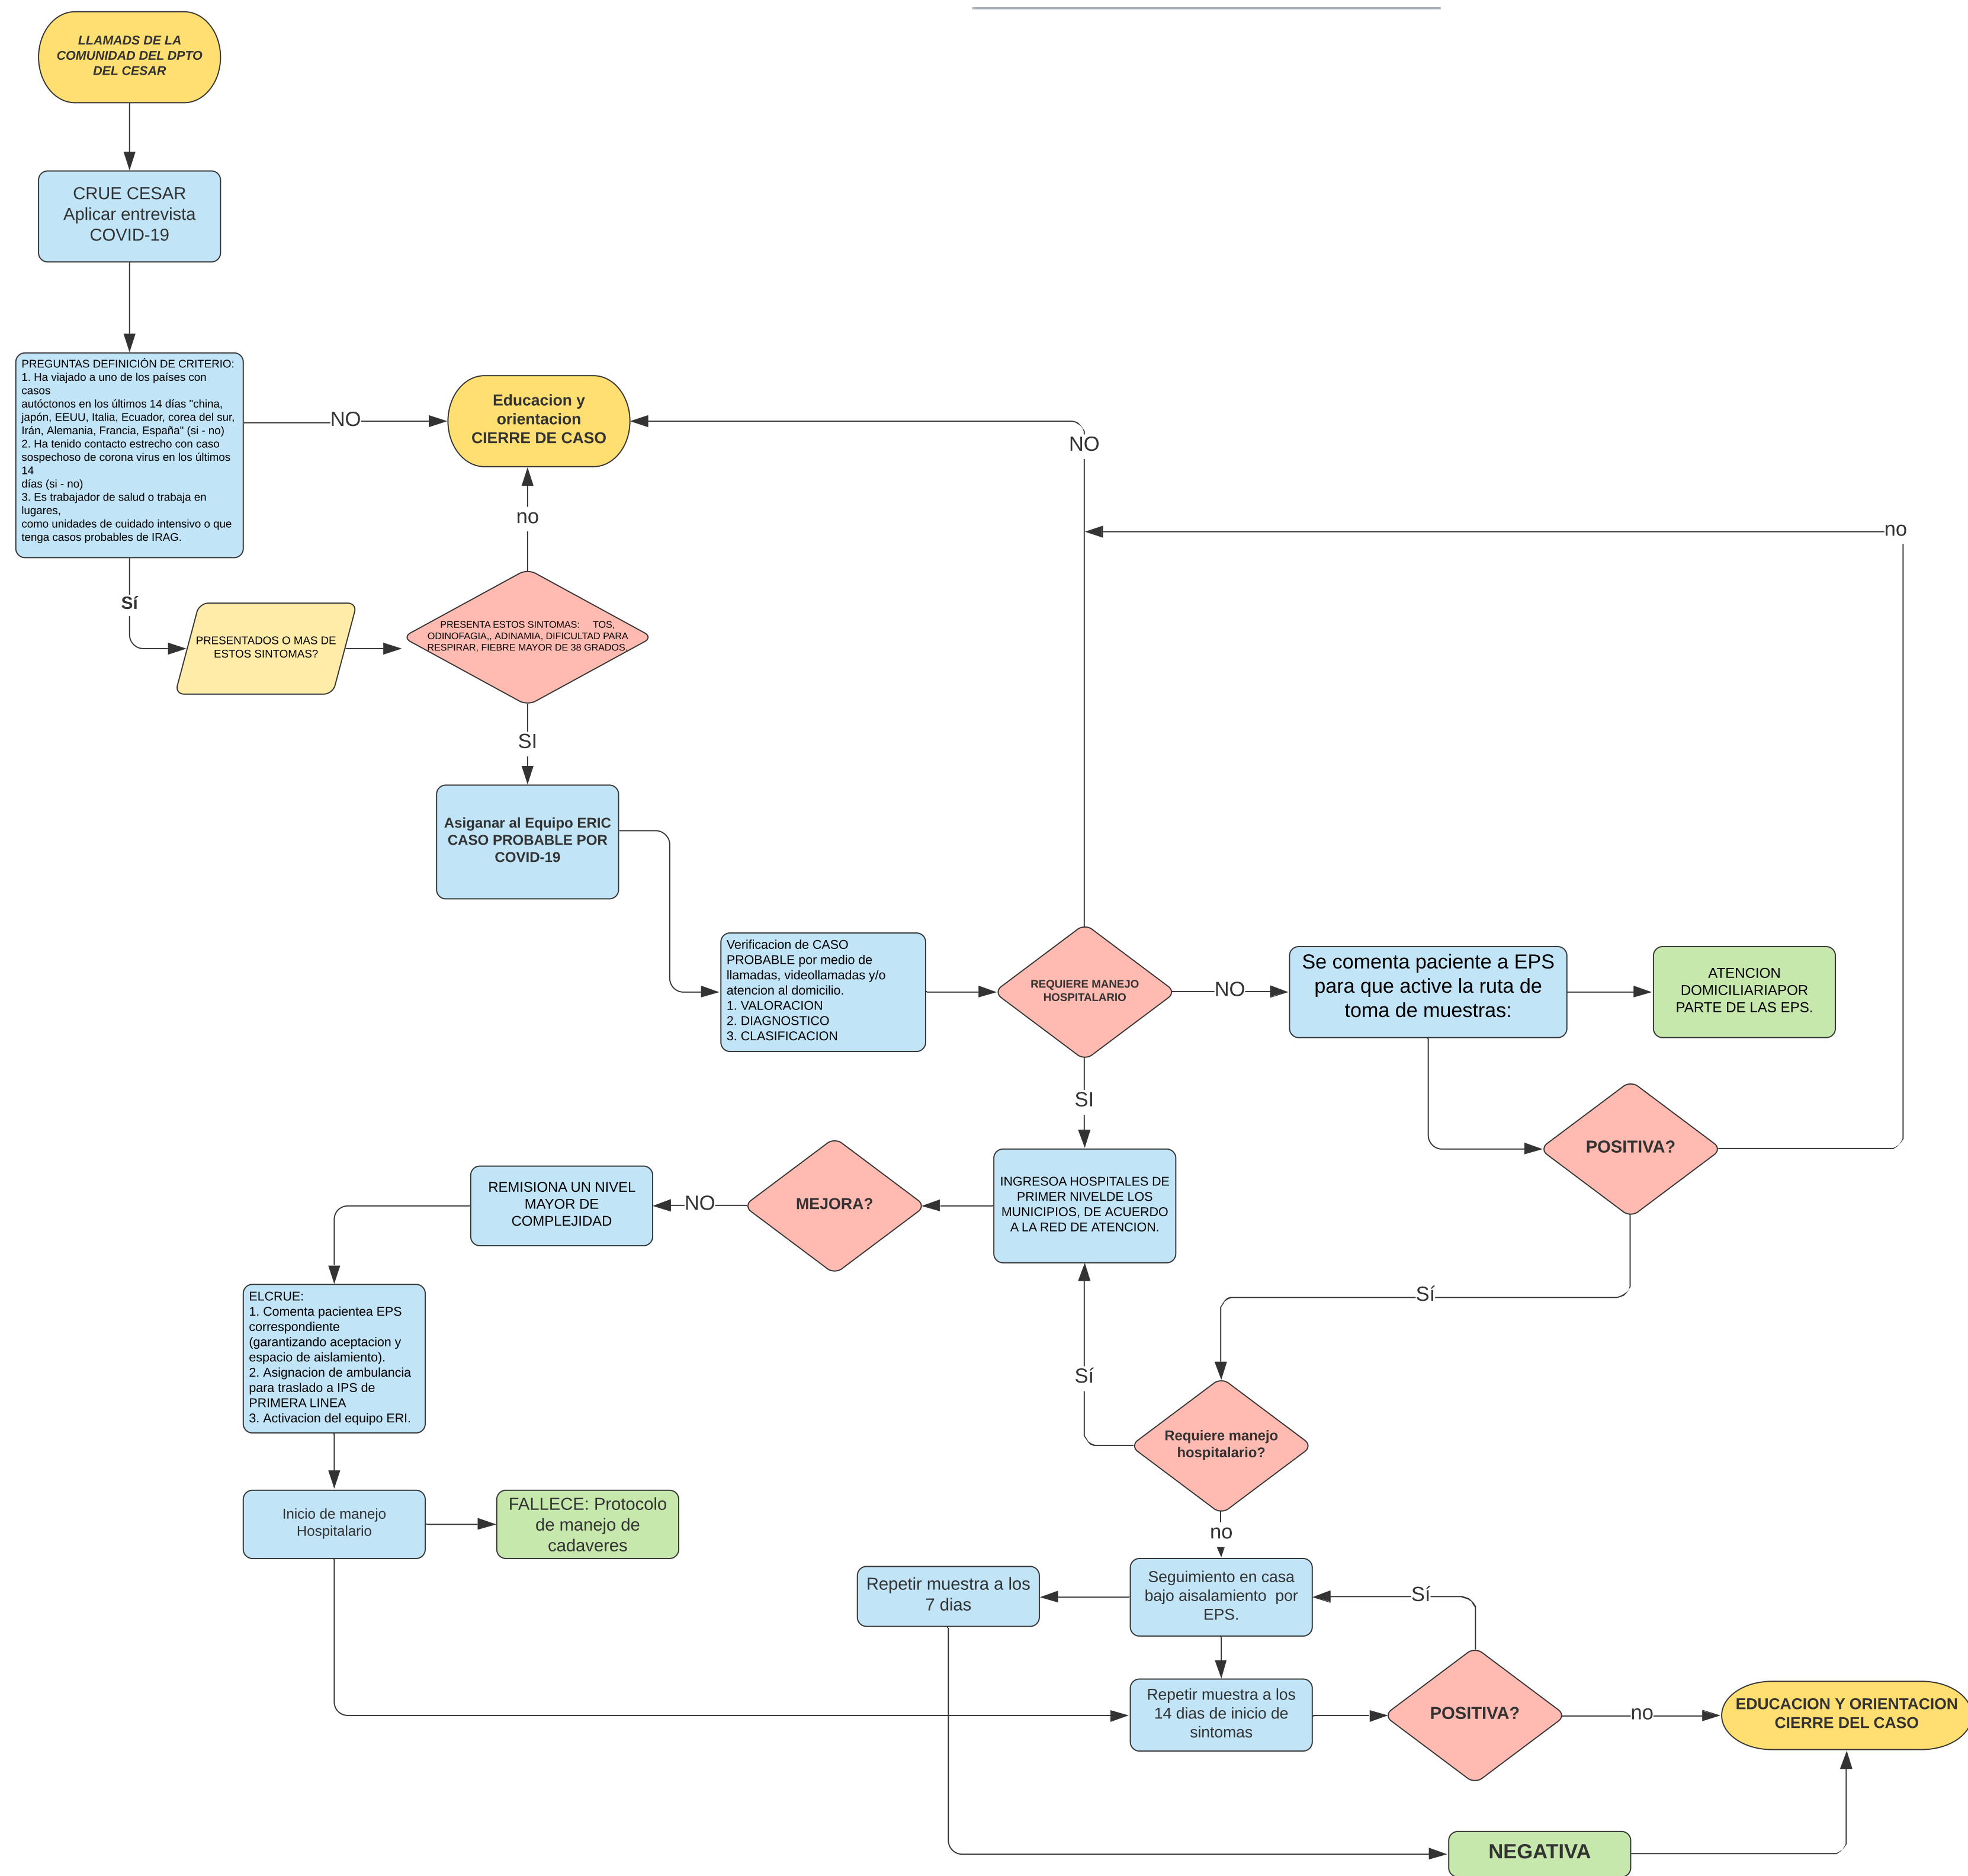 LLAMADS DE LA
COMUNIDAD DEL DPTO
DEL CESAR
CRUE CESAR
Aplicar entrevista
COVID-19
PREGUNTAS DEFINICIÓN DE CRITERIO:
1. Ha viajado a uno de los países con
casos
autóctonos en los últimos 14 días "china,
japón, EEUU, Italia, Ecuador, corea del sur,
Irán, Alemania, Francia, España" (si - no)
2. Ha tenido contacto estrecho con caso
sospechoso de corona virus en los últimos
14
días (si - no)
3. Es trabajador de salud o trabaja en
lugares,
como unidades de cuidado intensivo o que
tenga casos probables de IRAG.
NO
Educacion y
orientacion
CIERRE DE CASO
NO
no
no
Sí
PRESENTADOS O MAS DE
ESTOS SINTOMAS?
PRESENTA ESTOS SINTOMAS: TOS,
ODINOFAGIA,, ADINAMIA, DIFICULTAD PARA
RESPIRAR, FIEBRE MAYOR DE 38 GRADOS,
SI
Asiganar al Equipo ERIC
CASO PROBABLE POR
COVID-19
Verificacion de CASO
PROBABLE por medio de
llamadas, videollamadas y/o
atencion al domicilio.
1. VALORACION
2. DIAGNOSTICO
3. CLASIFICACION
REQUIERE MANEJO
HOSPITALARIO
NO
Se comenta paciente a EPS
para que active la ruta de
toma de muestras:
ATENCION
DOMICILIARIAPOR
PARTE DE LAS EPS.
SI
POSITIVA?
INGRESOA HOSPITALES DE
PRIMER NIVELDE LOS
MUNICIPIOS, DE ACUERDO
A LA RED DE ATENCION.
MEJORA?
NO
REMISIONA UN NIVEL
MAYOR DE
COMPLEJIDAD
ELCRUE:
1. Comenta pacientea EPS
correspondiente
(garantizando aceptacion y
espacio de aislamiento).
2. Asignacion de ambulancia
para traslado a IPS de
PRIMERA LINEA
3. Activacion del equipo ERI.
Sí
Sí
Requiere manejo
hospitalario?
Inicio de manejo
Hospitalario
FALLECE: Protocolo
de manejo de
cadaveres
no
Repetir muestra a los
7 dias
Seguimiento en casa
bajo aisalamiento por
EPS.
Sí
Repetir muestra a los
14 dias de inicio de
sintomas
POSITIVA?
no
EDUCACION Y ORIENTACION
CIERRE DEL CASO
NEGATIVA